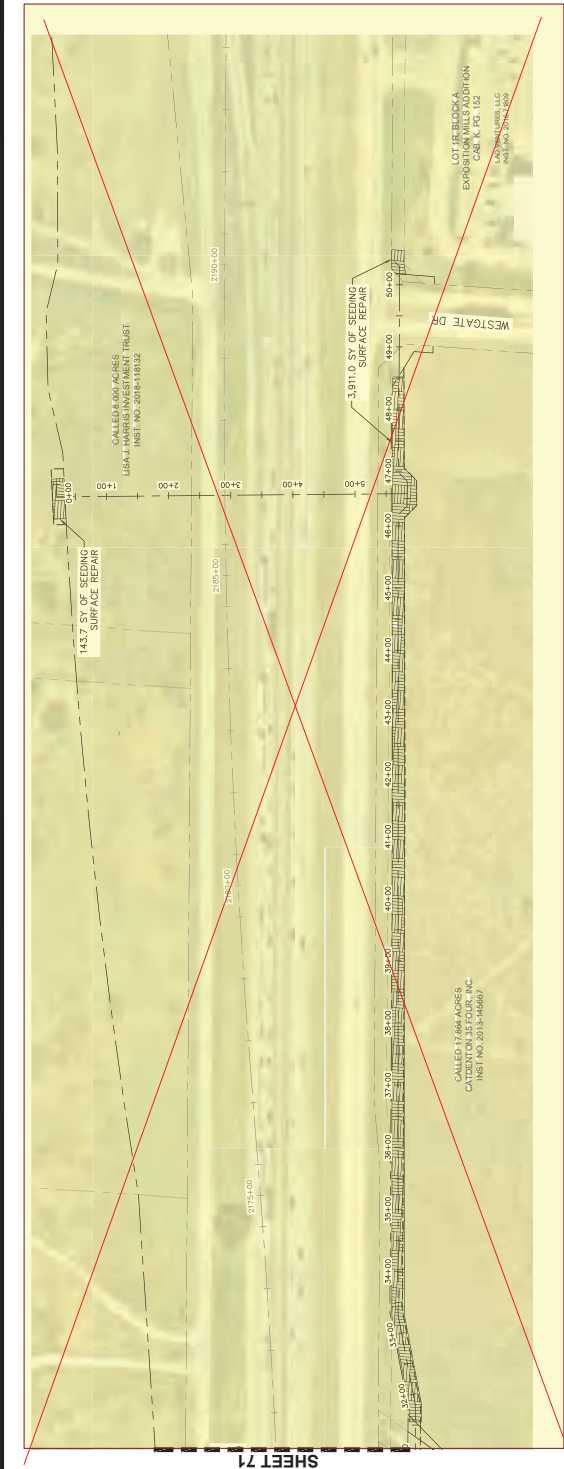 LOT 1R, BLOCK A
EXPOSITION MILLS ADDITION
CAB. K, PG. 152
LAD VENTURES, LLC
2190+00
CALLED 8.000 ACRES
LISA J. HARRIS INVESTMENT TRUST
INST. NO. 2018-118132
3,911.0 SY OF SEEDING
SURFACE REPAIR
WESTGATE DR
50+00
49+00
48+00
47+00
46+00
0+00
1+00
2+00
3+00
4+00
5+00
143.7 SY OF SEEDING
SURFACE REPAIR
2185+00
45+00
44+00
43+00
42+00
41+00
40+00
39+00
38+00
37+00
36+00
35+00
34+00
33+00
32+00
2180+00
2175+00
CALLED 17.864 ACRES
CATDENTON 35 FOUR, INC.
INST NO. 2013-145667
SHEET 71